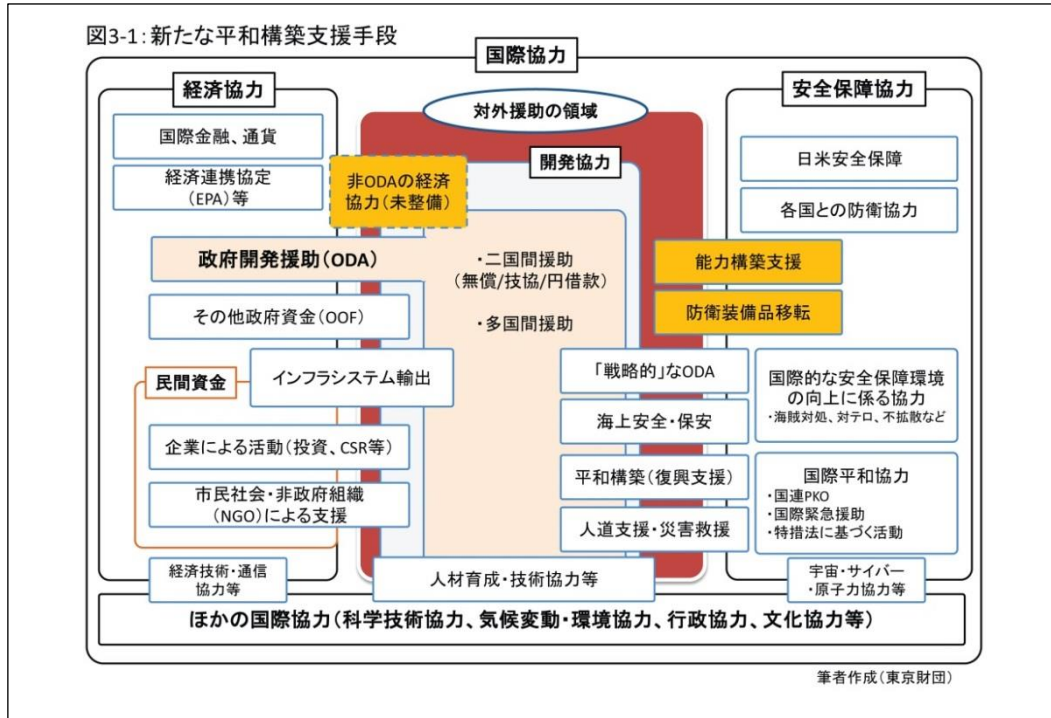 図3-1:新たな平和構築支援手段
国際協力
経済協力
国際金融、通貨
経済連携協定
(EPA)等
対外援助の領域
開発協力
非ODAの経済
協力(未整備)
政府開発援助(ODA)
・二国間援助
(無償/技協/円借款)
・多国間援助
その他政府資金(OOF)
民間資金
インフラシステム輸出
企業による活動(投資、CSR等)
市民社会・非政府組織
(NGO)による支援
経済技術・通信
協力等
安全保障協力
日米安全保障
各国との防衛協力
能力構築支援
防衛装備品移転
「戦略的」なODA
海上安全・保安
平和構築(復興支援)
人道支援・災害救援
国際的な安全保障環境
の向上に係る協力
・海賊対処、対テロ、不拡散など
国際平和協力
・国連PKO
・国際緊急援助
・特措法に基づく活動
人材育成・技術協力等
宇宙・サイバー
・原子力協力等
ほかの国際協力(科学技術協力、気候変動・環境協力、行政協力、文化協力等)
筆者作成(東京財団)